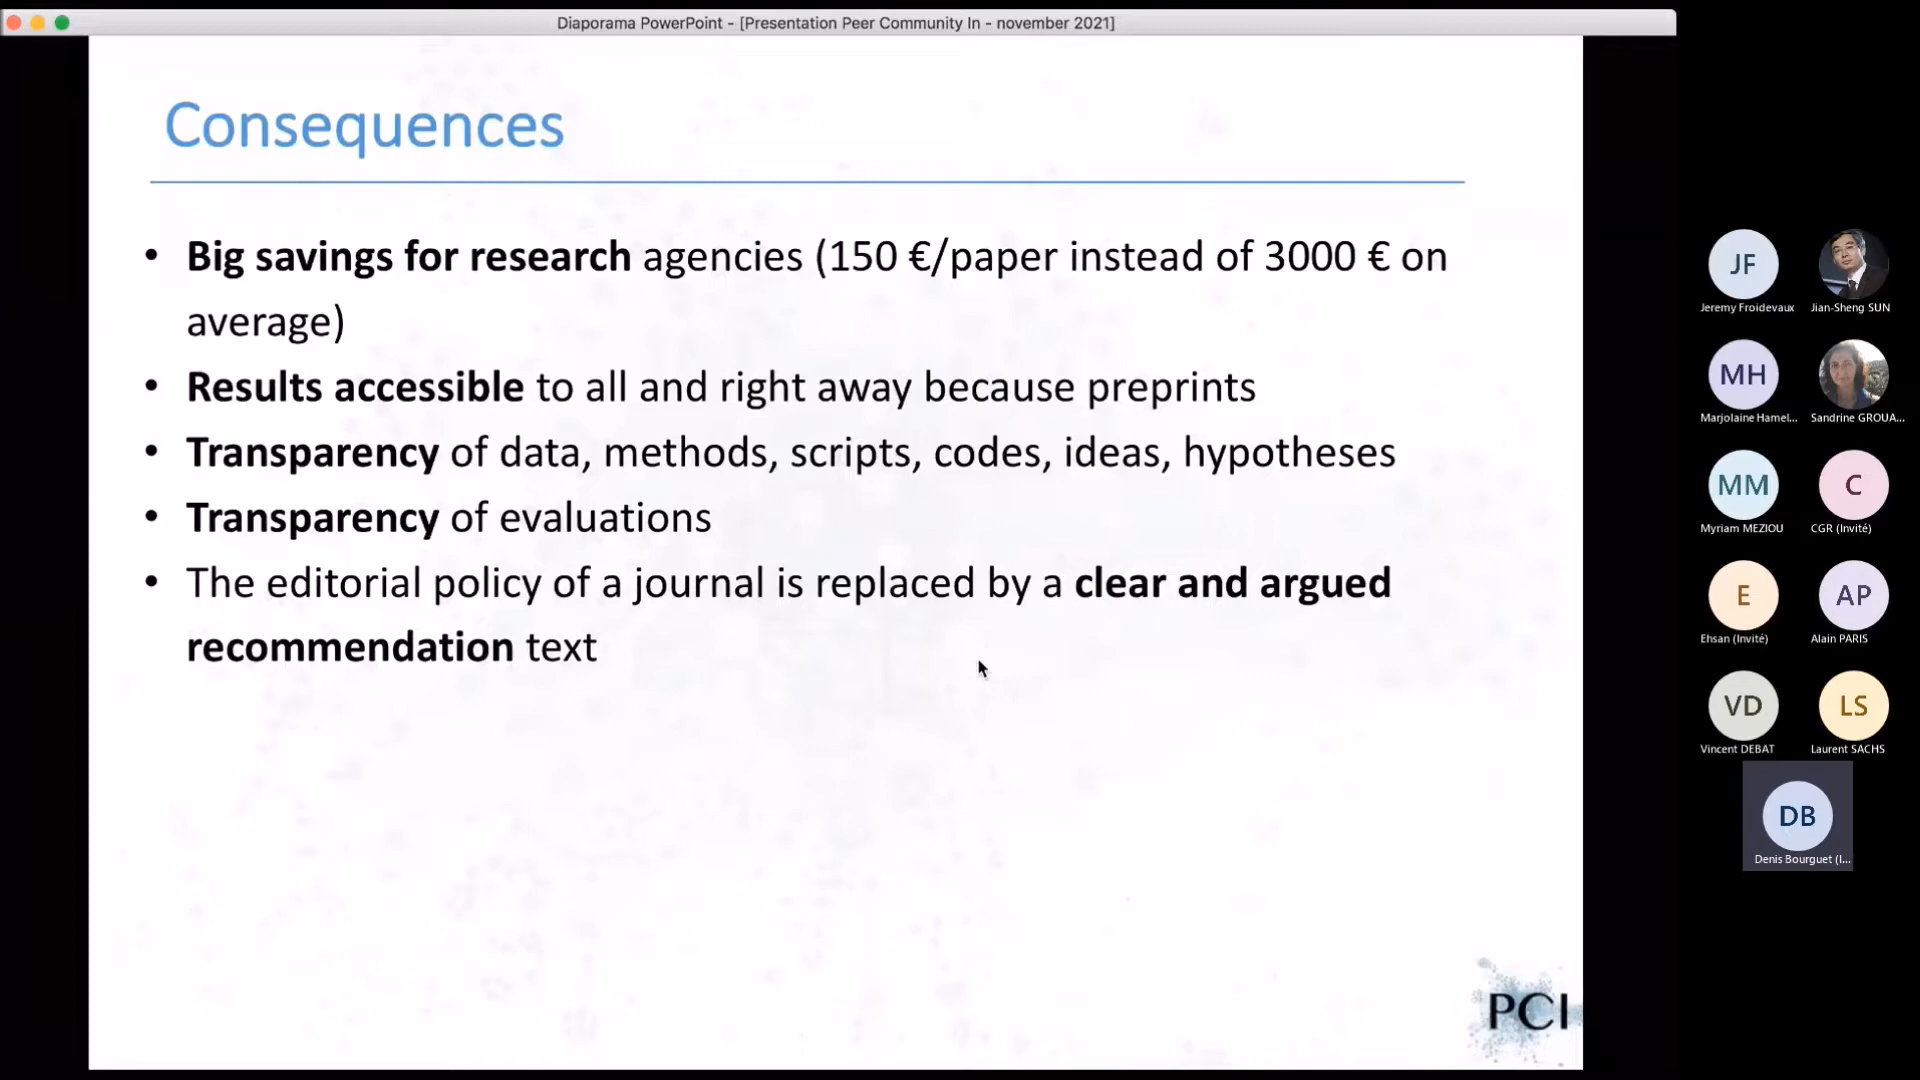 Diaporama PowerPoint - [Presentation Peer Community In - november 2021]
Consequences
• Big savings for research agencies (150 €/paper instead of 3000 € on
average)
• Results accessible to all and right away because preprints
• Transparency of data, methods, scripts, codes, ideas, hypotheses
• Transparency of evaluations
• The editorial policy of a journal is replaced by a clear and argued
recommendation text
PCI
JF
Jeremy Froidevaux
Jian-Sheng SUN
MH
Marjolaine Hamel...
Sandrine GROUA...
MM
Myriam MEZIOU
C
CGR (Invité)
E
Ehsan (Invité)
AP
Alain PARIS
VD
Vincent DEBAT
LS
Laurent SACHS
DB
Denis Bourguet (I...